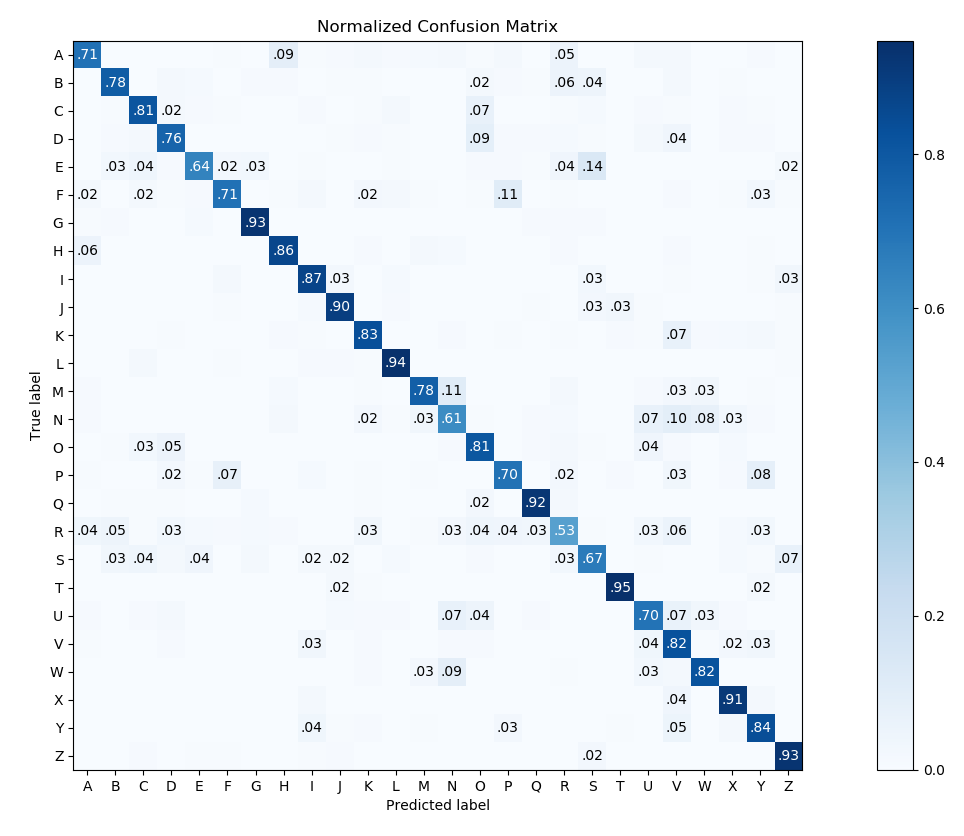 Normalized Confusion Matrix
A .71 .09 .05
B .78 .02 .06 .04
C .81 .02 .07
D .76 .09 .04
E .03 .04 .64 .02 .03 .04 .14 .02
F .02 .02 .71 .02 .11 .03
G .93
H .06 .86
I .87 .03 .03 .03
J .90 .03 .03
K .83 .07
L .94
M .78 .11 .03 .03
N .02 .03 .61 .07 .10 .08 .03
O .03 .05 .81 .04
P .02 .07 .70 .02 .03 .08
Q .02 .92
R .04 .05 .03 .03 .03 .04 .04 .03 .53 .03 .06 .03
S .03 .04 .04 .02 .02 .03 .67 .07
T .02 .95 .02
U .07 .04 .70 .07 .03
V .03 .04 .82 .02 .03
W .03 .09 .03 .82
X .04 .91
Y .04 .03 .05 .84
Z .02 .93
A B C D E F G H I J K L M N O P Q R S T U V W X Y Z
Predicted label
True label
0.8
0.6
0.4
0.2
0.0